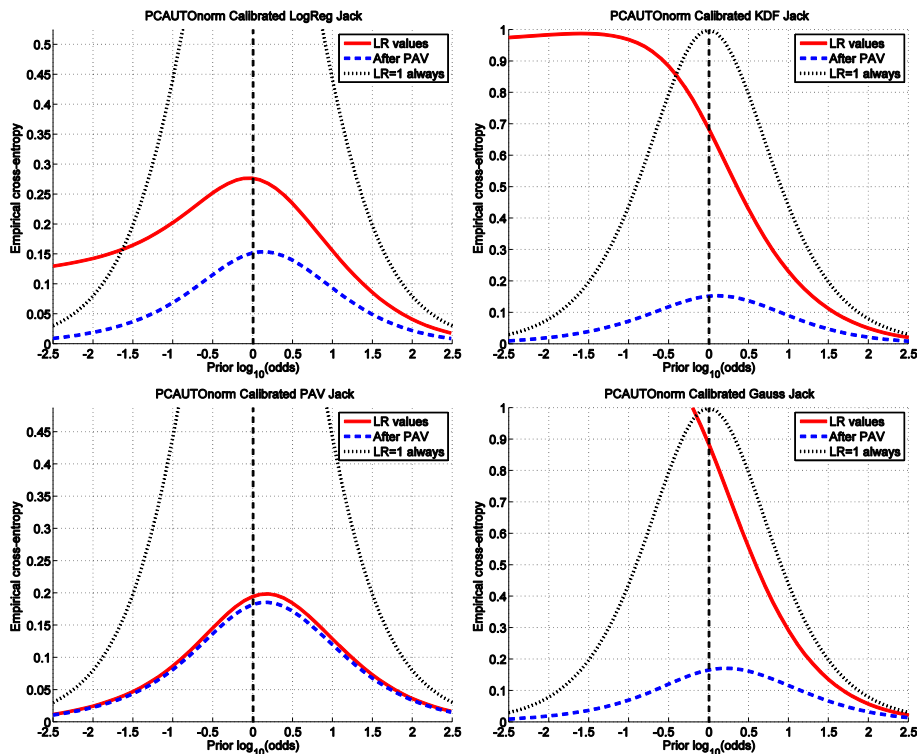 PCAUTOnorm Calibrated LogReg Jack
0.5
0.45
0.4
0.35
0.3
0.25
0.2
0.15
0.1
0.05
0
Empirical cross-entropy
LR values
After PAV
LR=1 always
-2.5 -2 -1.5 -1 -0.5 0 0.5 1 1.5 2 2.5
Prior log10(odds)
PCAUTOnorm Calibrated KDF Jack
1
0.9
0.8
0.7
0.6
0.5
0.4
0.3
0.2
0.1
0
Empirical cross-entropy
LR values
After PAV
LR=1 always
-2.5 -2 -1.5 -1 -0.5 0 0.5 1 1.5 2 2.5
Prior log10(odds)
PCAUTOnorm Calibrated PAV Jack
0.45
0.4
0.35
0.3
0.25
0.2
0.15
0.1
0.05
0
Empirical cross-entropy
LR values
After PAV
LR=1 always
-2.5 -2 -1.5 -1 -0.5 0 0.5 1 1.5 2 2.5
Prior log10(odds)
PCAUTOnorm Calibrated Gauss Jack
1
0.9
0.8
0.7
0.6
0.5
0.4
0.3
0.2
0.1
0
Empirical cross-entropy
LR values
After PAV
LR=1 always
-2.5 -2 -1.5 -1 -0.5 0 0.5 1 1.5 2 2.5
Prior log10(odds)